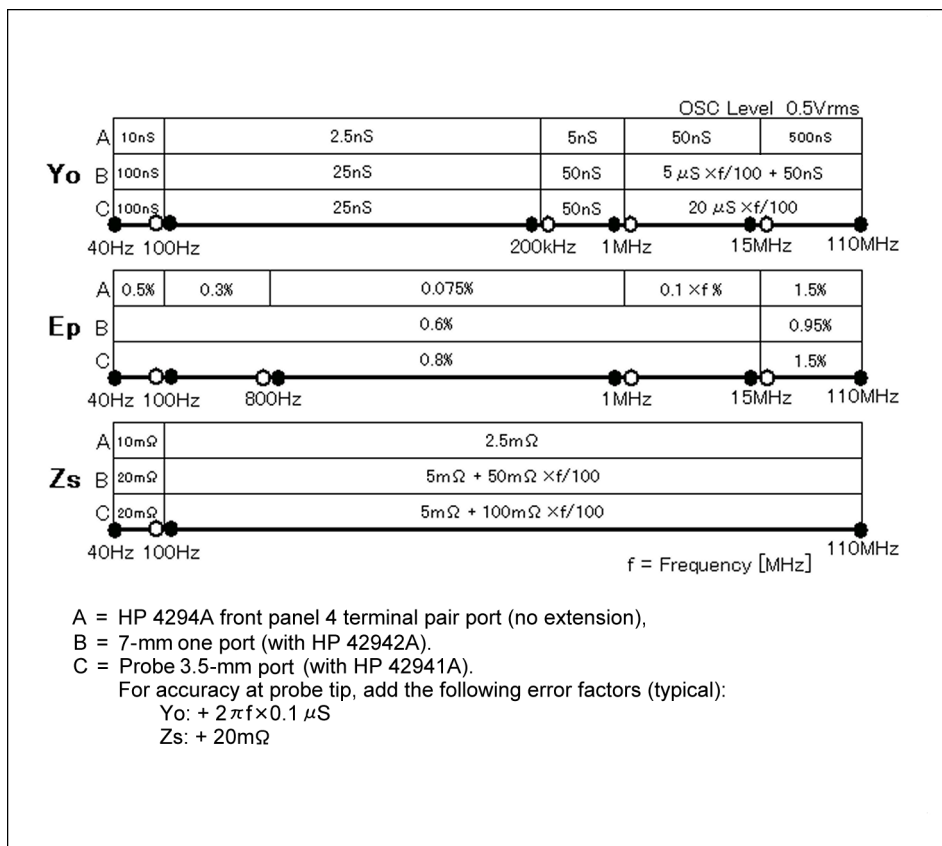 OSC Level 0.5Vrms
A 10nS 2.5nS 5nS 50nS 500nS
Yo B 100nS 25nS 50nS 5 μS ×f/100 + 50nS
C 100nS 25nS 50nS 20 μS ×f/100
40Hz 100Hz 200kHz 1MHz 15MHz 110MHz
A 0.5% 0.3% 0.075% 0.1 ×f % 1.5%
Ep B 0.6% 0.95%
C 0.8% 1.5%
40Hz 100Hz 800Hz 1MHz 15MHz 110MHz
A 10mΩ 2.5mΩ
Zs B 20mΩ 5mΩ + 50mΩ ×f/100
C 20mΩ 5mΩ + 100mΩ ×f/100
40Hz 100Hz 110MHz
f = Frequency [MHz]
A = HP 4294A front panel 4 terminal pair port (no extension),
B = 7-mm one port (with HP 42942A).
C = Probe 3.5-mm port (with HP 42941A).
For accuracy at probe tip, add the following error factors (typical):
Yo: + 2πf×0.1 μS
Zs: + 20mΩ